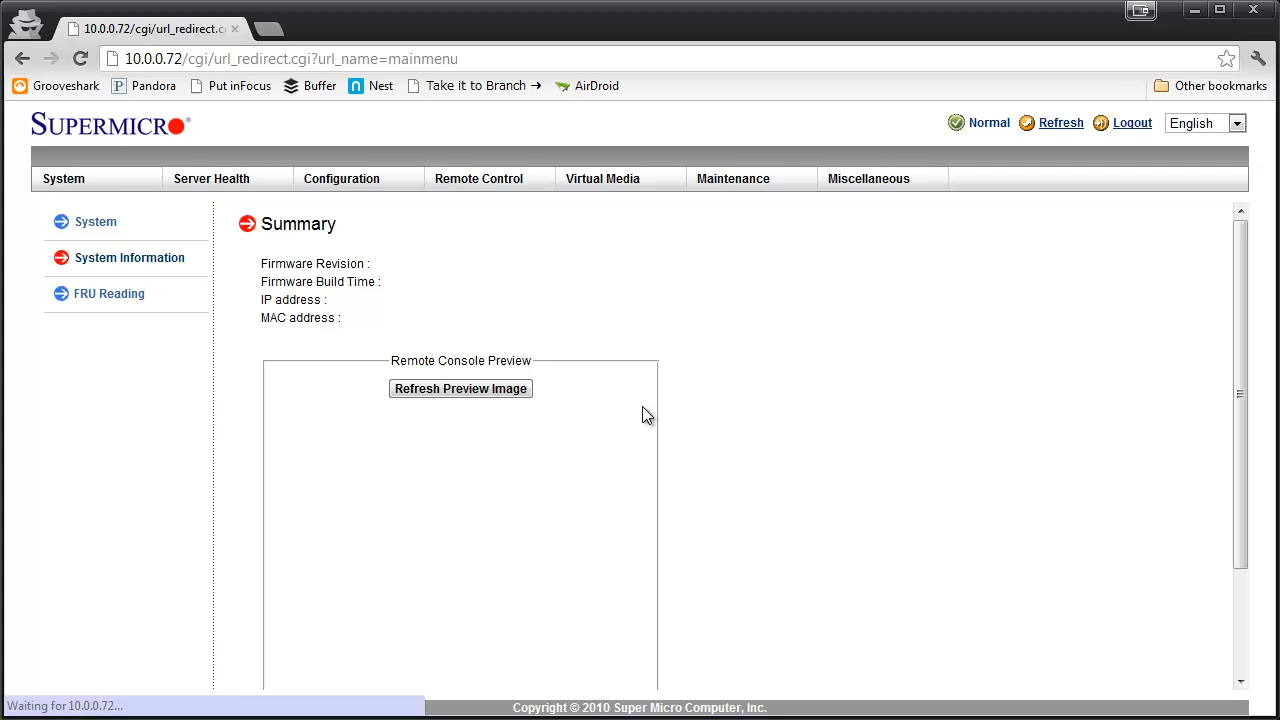 10.0.0.72/cgi/url_redirect.c
10.0.0.72/cgi/url_redirect.cgi?url_name=mainmenu
Grooveshark Pandora Put inFocus Buffer Nest Take it to Branch → AirDroid Other bookmarks
SUPERMICRO®
Normal Refresh Logout English
System Server Health Configuration Remote Control Virtual Media Maintenance Miscellaneous
System
System Information
FRU Reading
Summary
Firmware Revision :
Firmware Build Time :
IP address :
MAC address :
Remote Console Preview
Refresh Preview Image
Waiting for 10.0.0.72...
Copyright © 2010 Super Micro Computer, Inc.